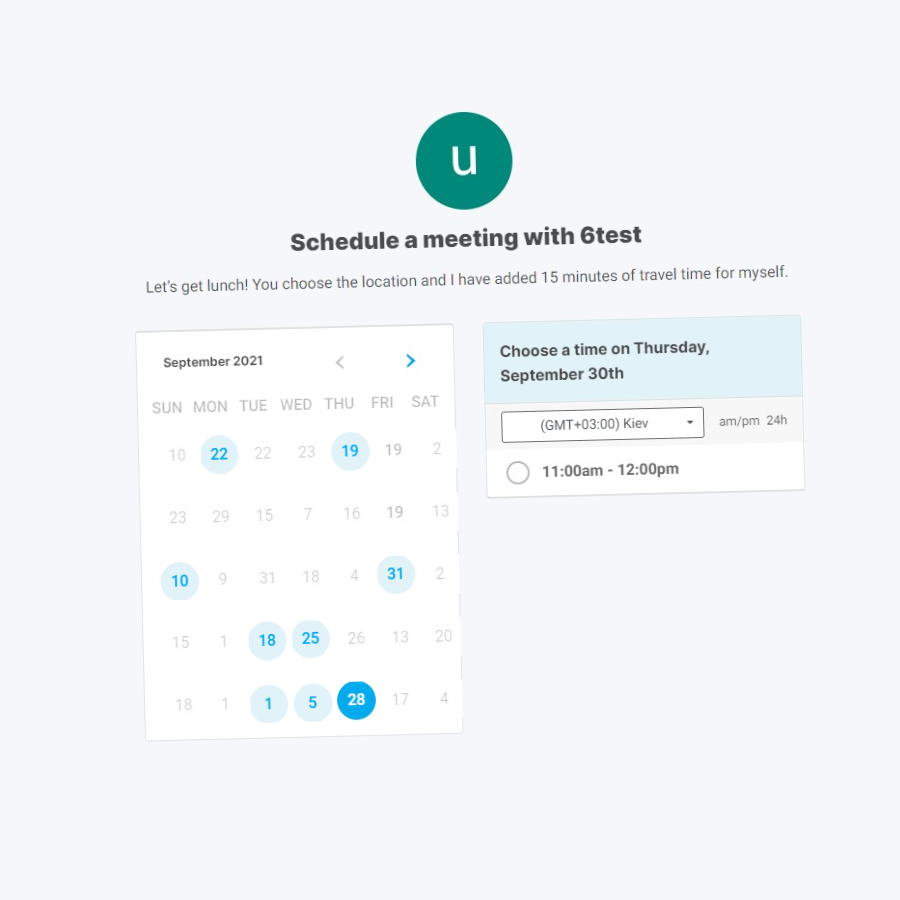 u
Schedule a meeting with 6test
Let's get lunch! You choose the location and I have added 15 minutes of travel time for myself.
September 2021
SUN MON TUE WED THU FRI SAT
10 22 22 23 19 19 2
23 29 15 7 16 19 13
10 9 31 18 4 31 2
15 1 18 25 26 13 20
18 1 1 5 28 17 4
Choose a time on Thursday,
September 30th
(GMT+03:00) Kiev am/pm 24h
11:00am - 12:00pm